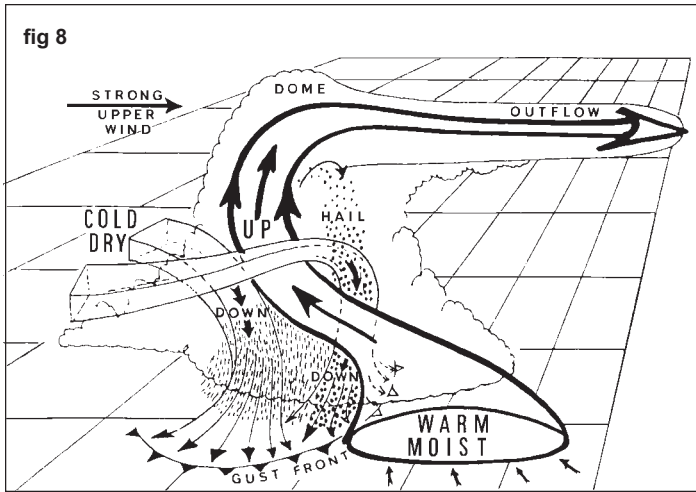 fig 8
DOME
STRONG
UPPER
WIND
OUTFLOW
COLD
DRY
UP
HAIL
DOWN
DOWN
WARM
MOIST
GUST FRONT